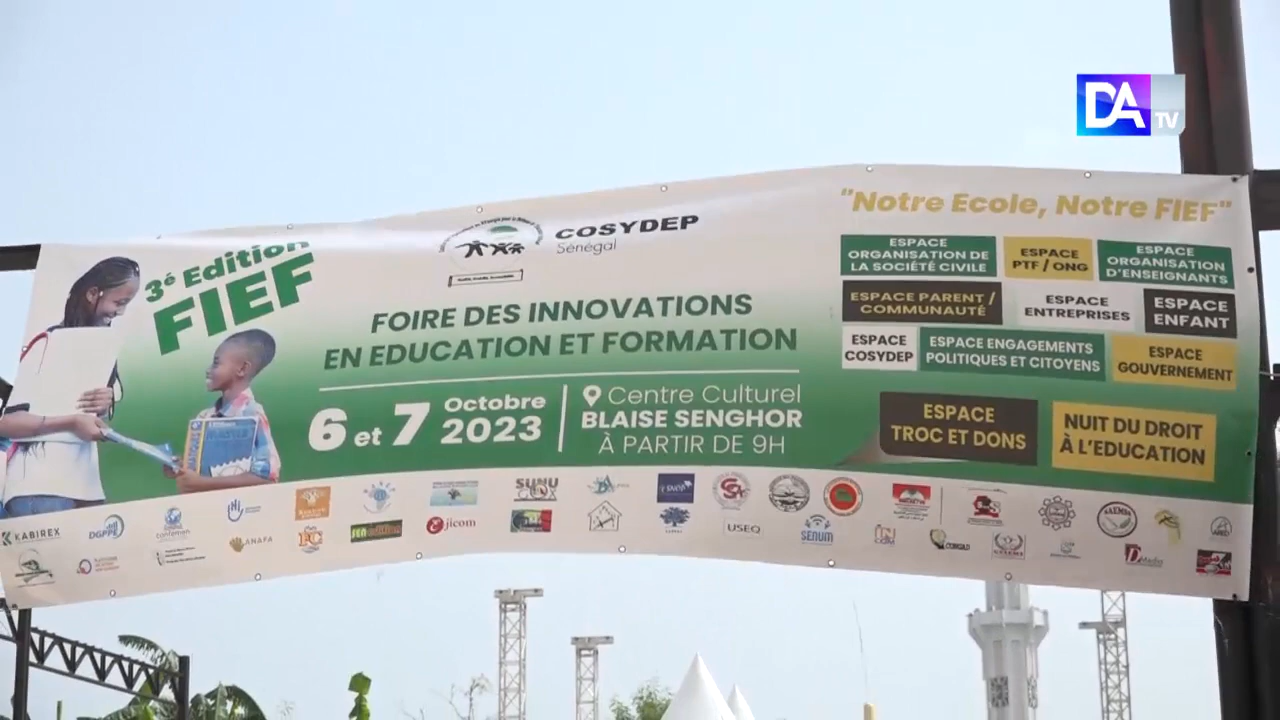 DA TV
3e Edition
FIEF
COSYDEP
Sénégal
FOIRE DES INNOVATIONS
EN EDUCATION ET FORMATION
6 et 7 Octobre 2023
Centre Culturel
BLAISE SENGHOR
À PARTIR DE 9H
"Notre Ecole, Notre FIEF"
ESPACE
ORGANISATION DE
LA SOCIÉTÉ CIVILE
ESPACE
PTF / ONG
ESPACE
ORGANISATION
D'ENSEIGNANTS
ESPACE PARENT /
COMMUNAUTÉ
ESPACE
ENTREPRISES
ESPACE
ENFANT
ESPACE
COSYDEP
ESPACE ENGAGEMENTS
POLITIQUES ET CITOYENS
ESPACE
GOUVERNEMENT
ESPACE
TROC ET DONS
NUIT DU DROIT
À L'EDUCATION
KABIREX
DGPPE
confemen
ANAFA
jicom
SUNU
USEQ
SENUM